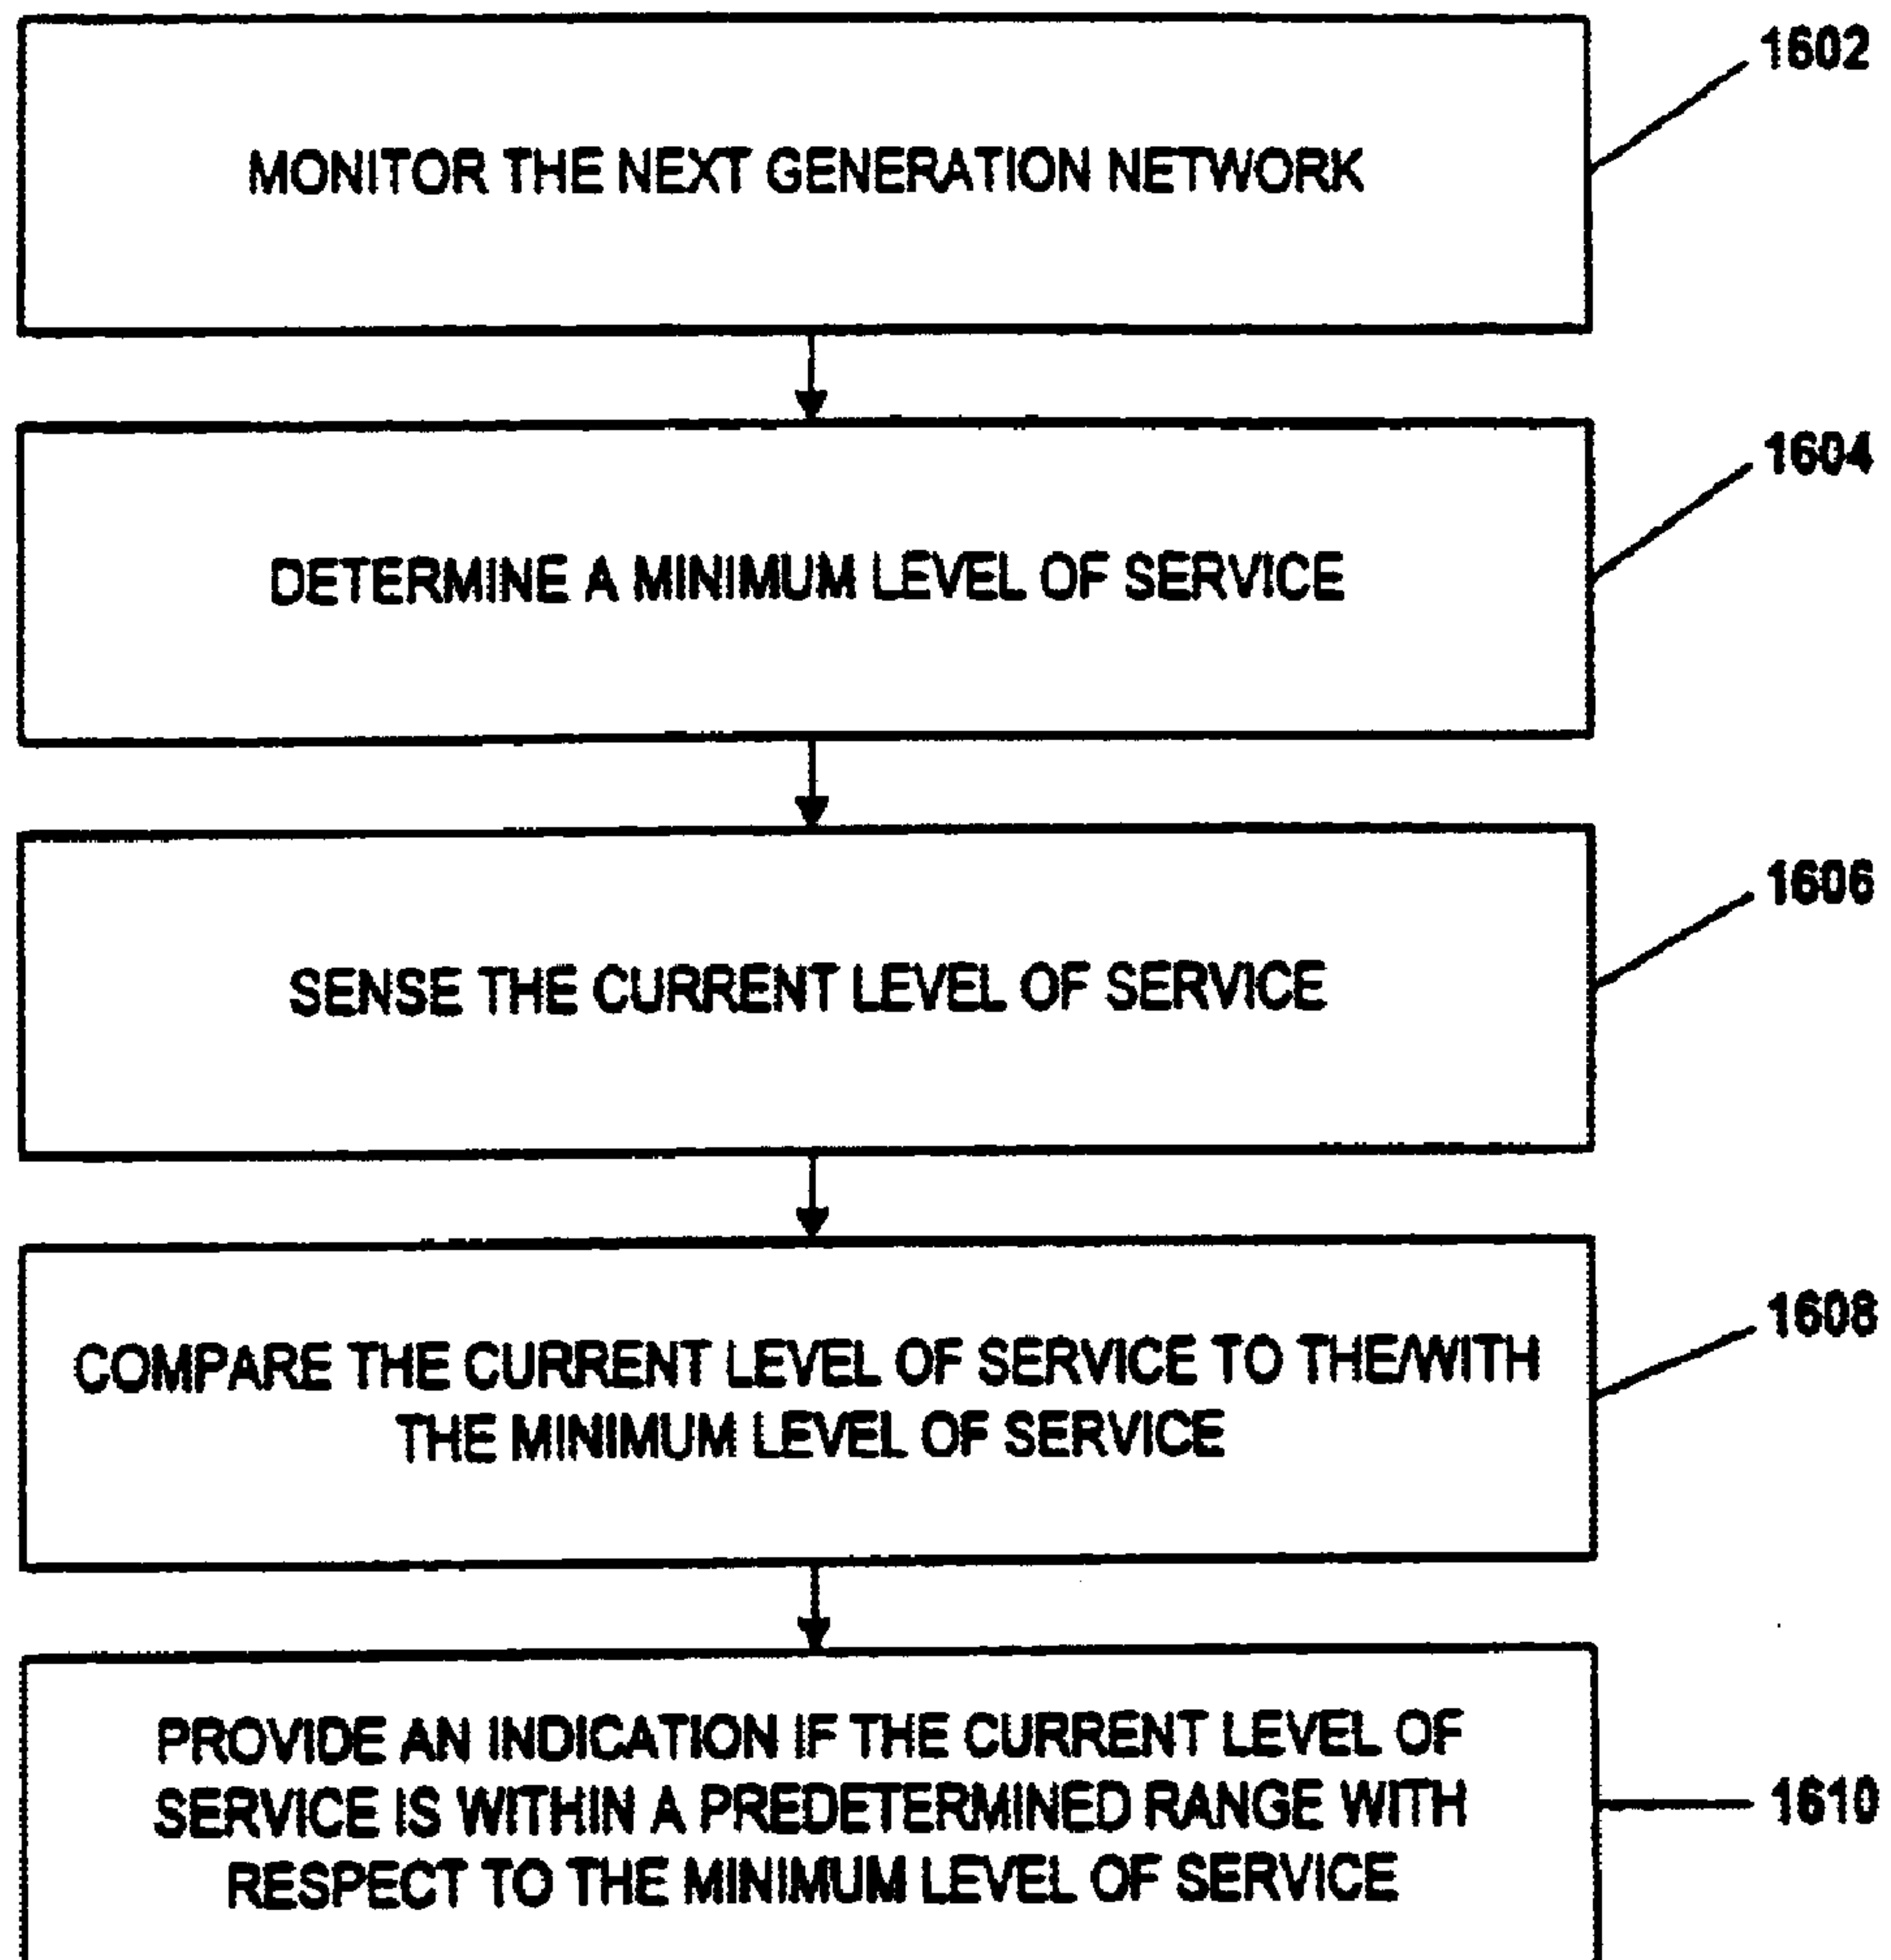 1602
MONITOR THE NEXT GENERATION NETWORK
1604
DETERMINE A MINIMUM LEVEL OF SERVICE
1606
SENSE THE CURRENT LEVEL OF SERVICE
1608
COMPARE THE CURRENT LEVEL OF SERVICE TO THE/WITH
THE MINIMUM LEVEL OF SERVICE
PROVIDE AN INDICATION IF THE CURRENT LEVEL OF
SERVICE IS WITHIN A PREDETERMINED RANGE WITH
1610
RESPECT TO THE MINIMUM LEVEL OF SERVICE